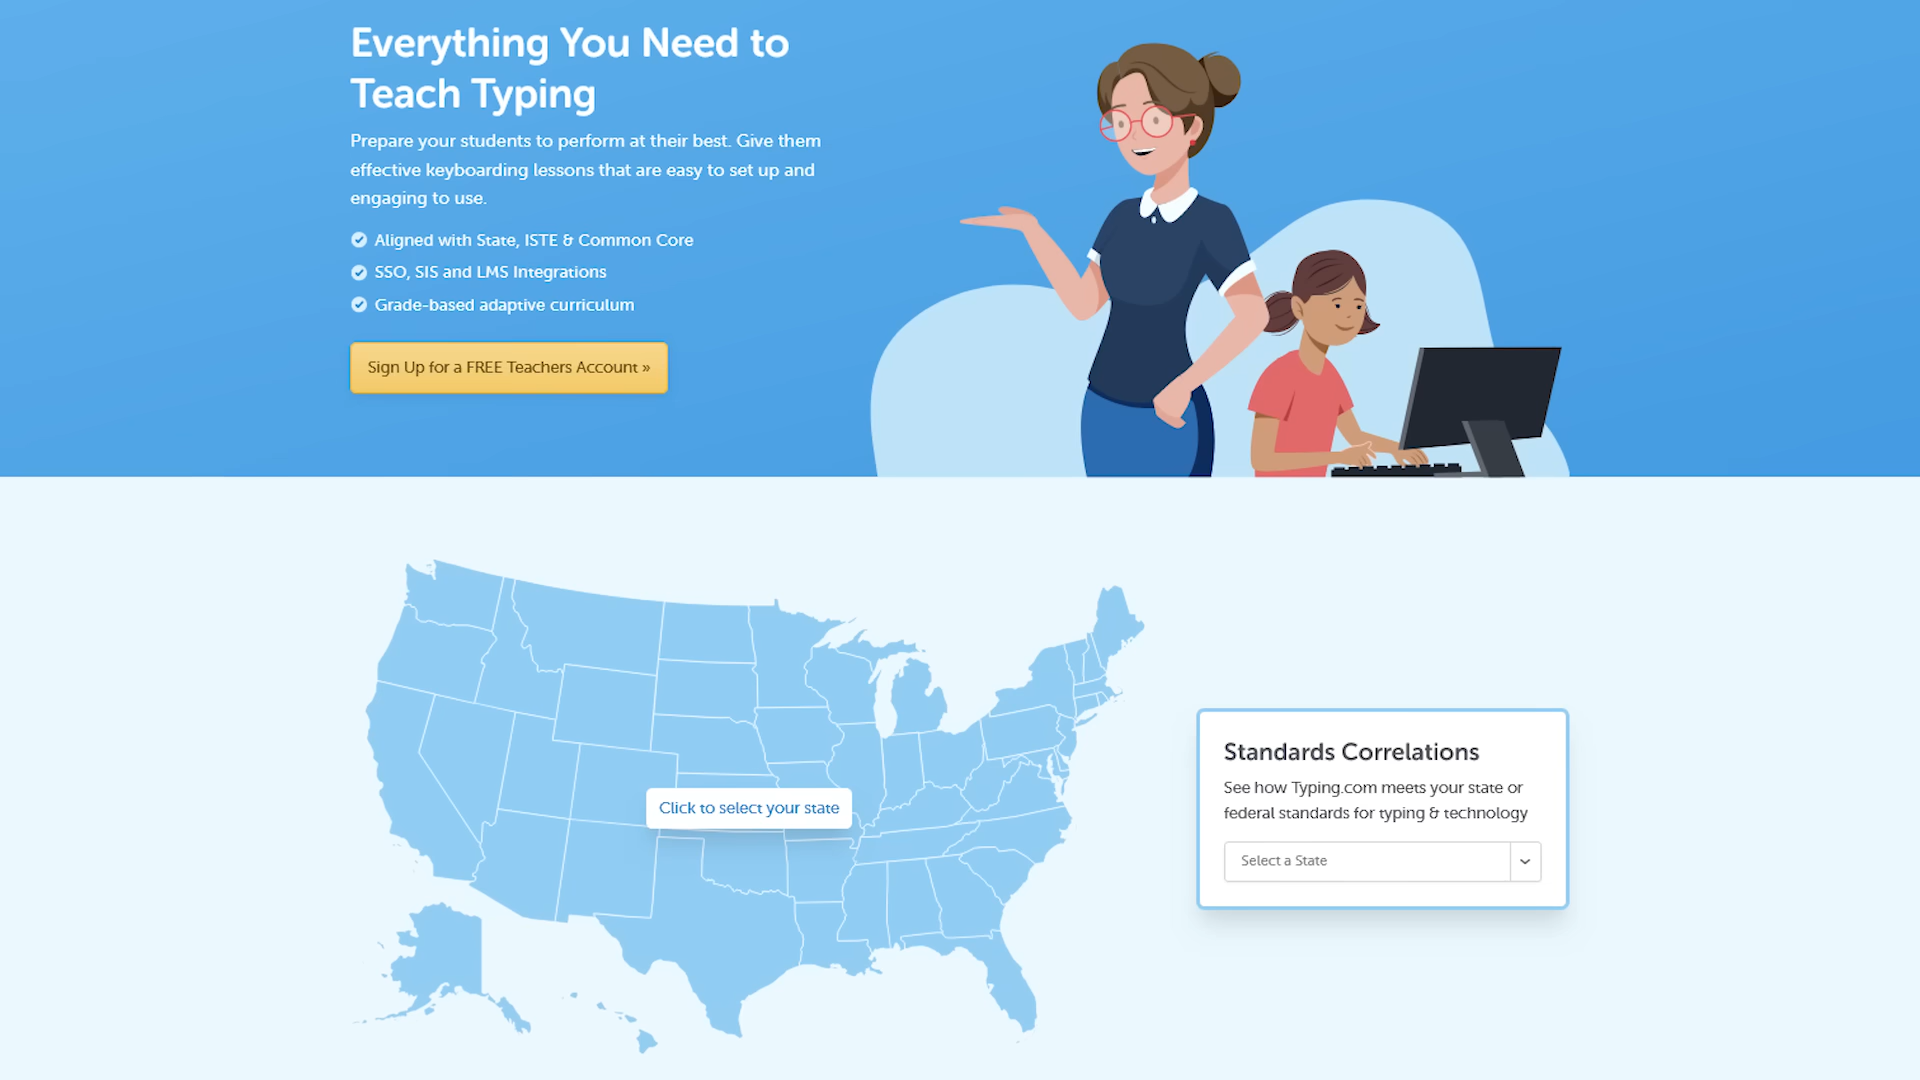 Everything You Need to
Teach Typing
Prepare your students to perform at their best. Give them
effective keyboarding lessons that are easy to set up and
engaging to use.
Aligned with State, ISTE & Common Core
SSO, SIS and LMS Integrations
Grade-based adaptive curriculum
Sign Up for a FREE Teachers Account »
Click to select your state
Standards Correlations
See how Typing.com meets your state or
federal standards for typing & technology
Select a State